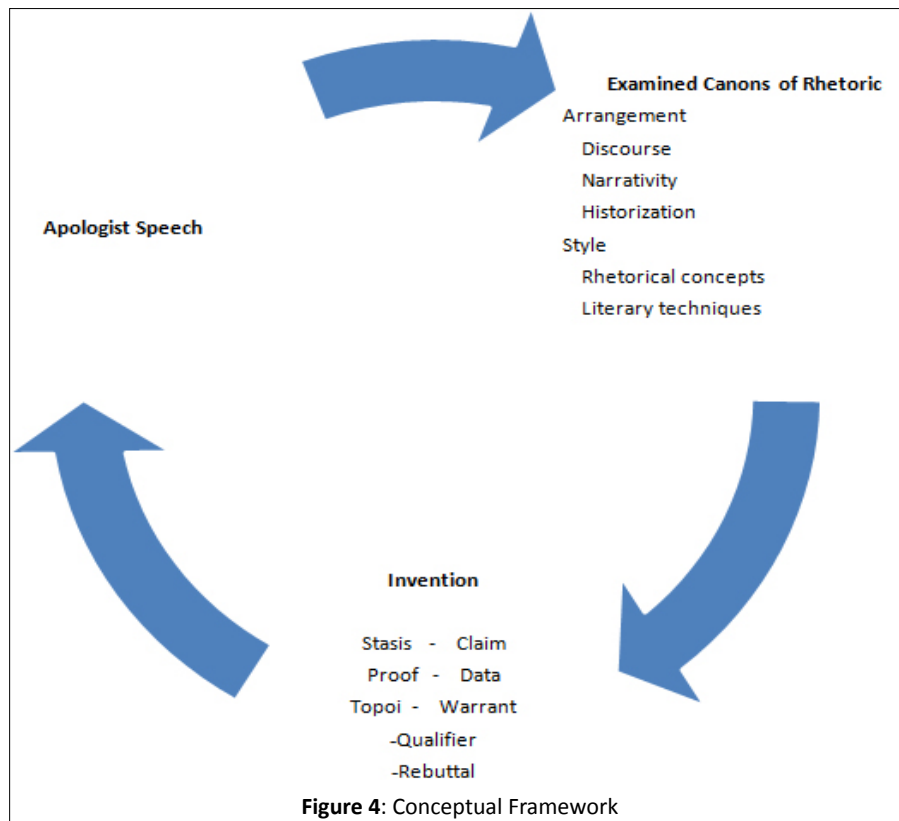 Examined Canons of Rhetoric
Arrangement
Discourse
Narrativity
Historization
Style
Rhetorical concepts
Literary techniques
Apologist Speech
Invention
Stasis - Claim
Proof - Data
Topoi - Warrant
-Qualifier
-Rebuttal
Figure 4: Conceptual Framework